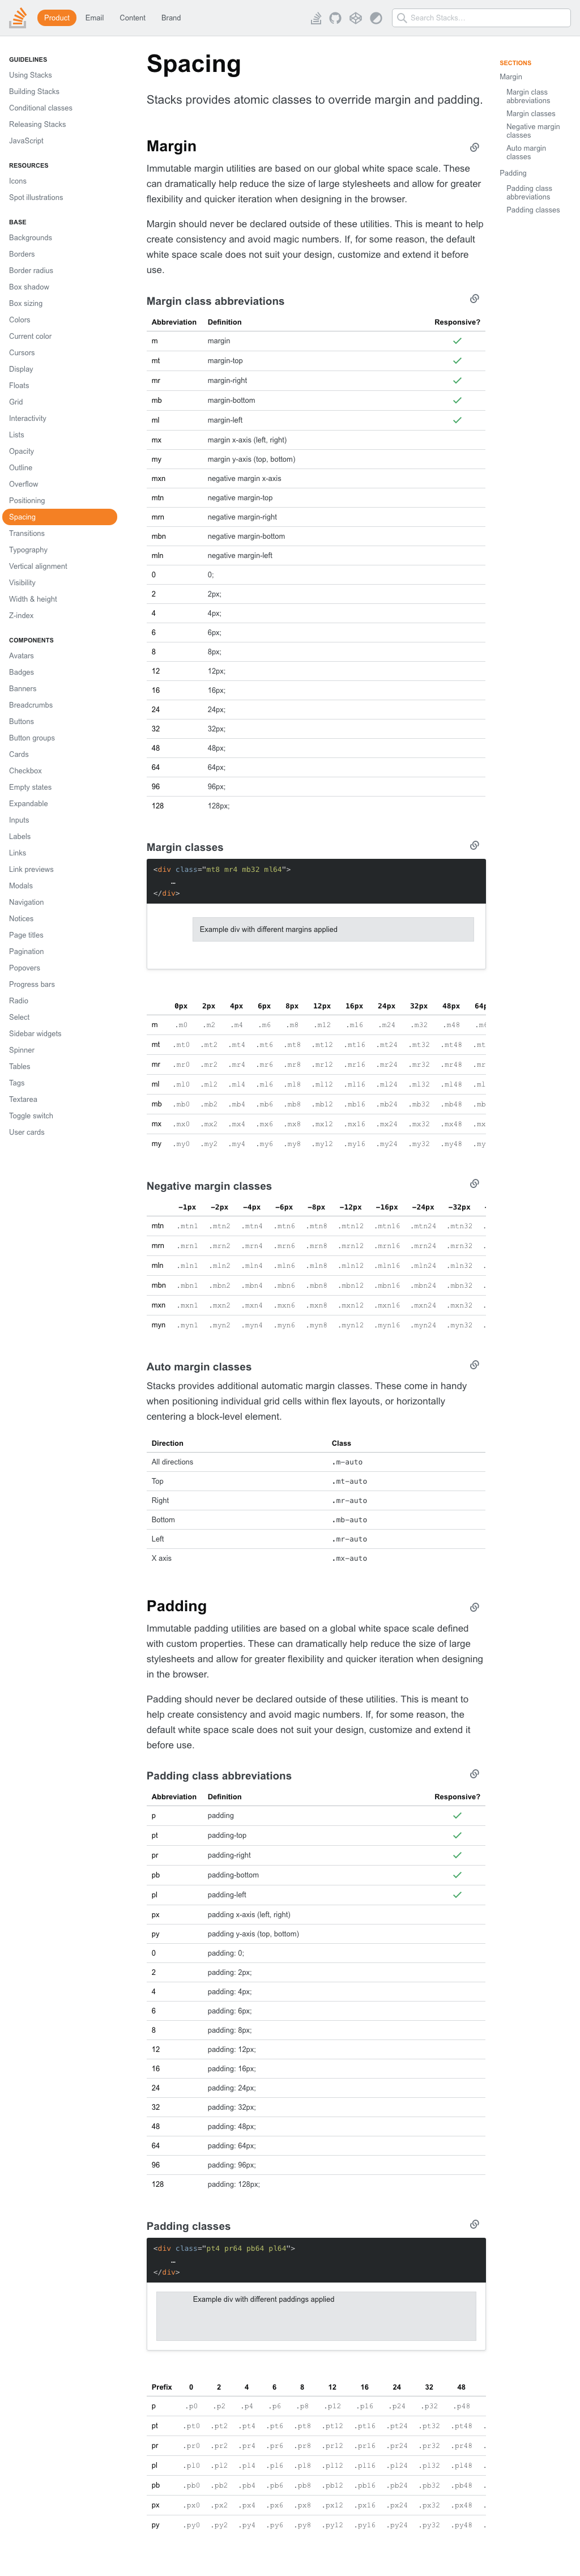 Product Email Content Brand Search Stacks…
GUIDELINES
Using Stacks
Building Stacks
Conditional classes
Releasing Stacks
JavaScript
RESOURCES
Icons
Spot illustrations
BASE
Backgrounds
Borders
Border radius
Box shadow
Box sizing
Colors
Current color
Cursors
Display
Floats
Grid
Interactivity
Lists
Opacity
Outline
Overflow
Positioning
Spacing
Transitions
Typography
Vertical alignment
Visibility
Width & height
Z-index
COMPONENTS
Avatars
Badges
Banners
Breadcrumbs
Buttons
Button groups
Cards
Checkbox
Empty states
Expandable
Inputs
Labels
Links
Link previews
Modals
Navigation
Notices
Page titles
Pagination
Popovers
Progress bars
Radio
Select
Sidebar widgets
Spinner
Tables
Tags
Textarea
Toggle switch
User cards
Spacing
Stacks provides atomic classes to override margin and padding.
Margin
Immutable margin utilities are based on our global white space scale. These
can dramatically help reduce the size of large stylesheets and allow for greater
flexibility and quicker iteration when designing in the browser.
Margin should never be declared outside of these utilities. This is meant to help
create consistency and avoid magic numbers. If, for some reason, the default
white space scale does not suit your design, customize and extend it before
use.
Margin class abbreviations
Abbreviation Definition Responsive?
m margin
mt margin-top
mr margin-right
mb margin-bottom
ml margin-left
mx margin x-axis (left, right)
my margin y-axis (top, bottom)
mxn negative margin x-axis
mtn negative margin-top
mrn negative margin-right
mbn negative margin-bottom
mln negative margin-left
0 0;
2 2px;
4 4px;
6 6px;
8 8px;
12 12px;
16 16px;
24 24px;
32 32px;
48 48px;
64 64px;
96 96px;
128 128px;
Margin classes
<div class="mt8 mr4 mb32 ml64">
…
</div>
Example div with different margins applied
0px 2px 4px 6px 8px 12px 16px 24px 32px 48px 64p
m .m0 .m2 .m4 .m6 .m8 .m12 .m16 .m24 .m32 .m48 .m6
mt .mt0 .mt2 .mt4 .mt6 .mt8 .mt12 .mt16 .mt24 .mt32 .mt48 .mt
mr .mr0 .mr2 .mr4 .mr6 .mr8 .mr12 .mr16 .mr24 .mr32 .mr48 .mr
ml .ml0 .ml2 .ml4 .ml6 .ml8 .ml12 .ml16 .ml24 .ml32 .ml48 .ml
mb .mb0 .mb2 .mb4 .mb6 .mb8 .mb12 .mb16 .mb24 .mb32 .mb48 .mb
mx .mx0 .mx2 .mx4 .mx6 .mx8 .mx12 .mx16 .mx24 .mx32 .mx48 .mx
my .my0 .my2 .my4 .my6 .my8 .my12 .my16 .my24 .my32 .my48 .my
Negative margin classes
−1px −2px −4px −6px −8px −12px −16px −24px −32px
mtn .mtn1 .mtn2 .mtn4 .mtn6 .mtn8 .mtn12 .mtn16 .mtn24 .mtn32
mrn .mrn1 .mrn2 .mrn4 .mrn6 .mrn8 .mrn12 .mrn16 .mrn24 .mrn32
mln .mln1 .mln2 .mln4 .mln6 .mln8 .mln12 .mln16 .mln24 .mln32
mbn .mbn1 .mbn2 .mbn4 .mbn6 .mbn8 .mbn12 .mbn16 .mbn24 .mbn32
mxn .mxn1 .mxn2 .mxn4 .mxn6 .mxn8 .mxn12 .mxn16 .mxn24 .mxn32
myn .myn1 .myn2 .myn4 .myn6 .myn8 .myn12 .myn16 .myn24 .myn32
Auto margin classes
Stacks provides additional automatic margin classes. These come in handy
when positioning individual grid cells within flex layouts, or horizontally
centering a block-level element.
Direction Class
All directions .m-auto
Top .mt-auto
Right .mr-auto
Bottom .mb-auto
Left .mr-auto
X axis .mx-auto
Padding
Immutable padding utilities are based on a global white space scale defined
with custom properties. These can dramatically help reduce the size of large
stylesheets and allow for greater flexibility and quicker iteration when designing
in the browser.
Padding should never be declared outside of these utilities. This is meant to
help create consistency and avoid magic numbers. If, for some reason, the
default white space scale does not suit your design, customize and extend it
before use.
Padding class abbreviations
Abbreviation Definition Responsive?
p padding
pt padding-top
pr padding-right
pb padding-bottom
pl padding-left
px padding x-axis (left, right)
py padding y-axis (top, bottom)
0 padding: 0;
2 padding: 2px;
4 padding: 4px;
6 padding: 6px;
8 padding: 8px;
12 padding: 12px;
16 padding: 16px;
24 padding: 24px;
32 padding: 32px;
48 padding: 48px;
64 padding: 64px;
96 padding: 96px;
128 padding: 128px;
Padding classes
<div class="pt4 pr64 pb64 pl64">
…
</div>
Example div with different paddings applied
Prefix 0 2 4 6 8 12 16 24 32 48
p .p0 .p2 .p4 .p6 .p8 .p12 .p16 .p24 .p32 .p48
pt .pt0 .pt2 .pt4 .pt6 .pt8 .pt12 .pt16 .pt24 .pt32 .pt48
pr .pr0 .pr2 .pr4 .pr6 .pr8 .pr12 .pr16 .pr24 .pr32 .pr48
pl .pl0 .pl2 .pl4 .pl6 .pl8 .pl12 .pl16 .pl24 .pl32 .pl48
pb .pb0 .pb2 .pb4 .pb6 .pb8 .pb12 .pb16 .pb24 .pb32 .pb48
px .px0 .px2 .px4 .px6 .px8 .px12 .px16 .px24 .px32 .px48
py .py0 .py2 .py4 .py6 .py8 .py12 .py16 .py24 .py32 .py48
SECTIONS
Margin
Margin class
abbreviations
Margin classes
Negative margin
classes
Auto margin
classes
Padding
Padding class
abbreviations
Padding classes